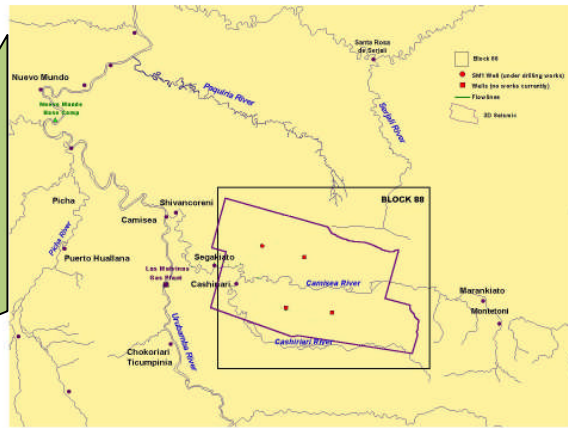 Santa Rosa
de Serjali
Block 88
SM1 Well (under drilling works)
Wells (no works currently)
Flowlines
3D Seismic
Nuevo Mundo
Nuevo Mundo
Base Camp
Paquiria River
Serjali River
BLOCK 88
Picha
Shivancoreni
Camisea
Picha River
Puerto Huallana
Segakiato
Las Malvinas
Gas Plant
Cashiriari
Camisea River
Marankiato
Montetoni
Urubamba River
Cashiriari River
Chokoriari
Ticumpinia